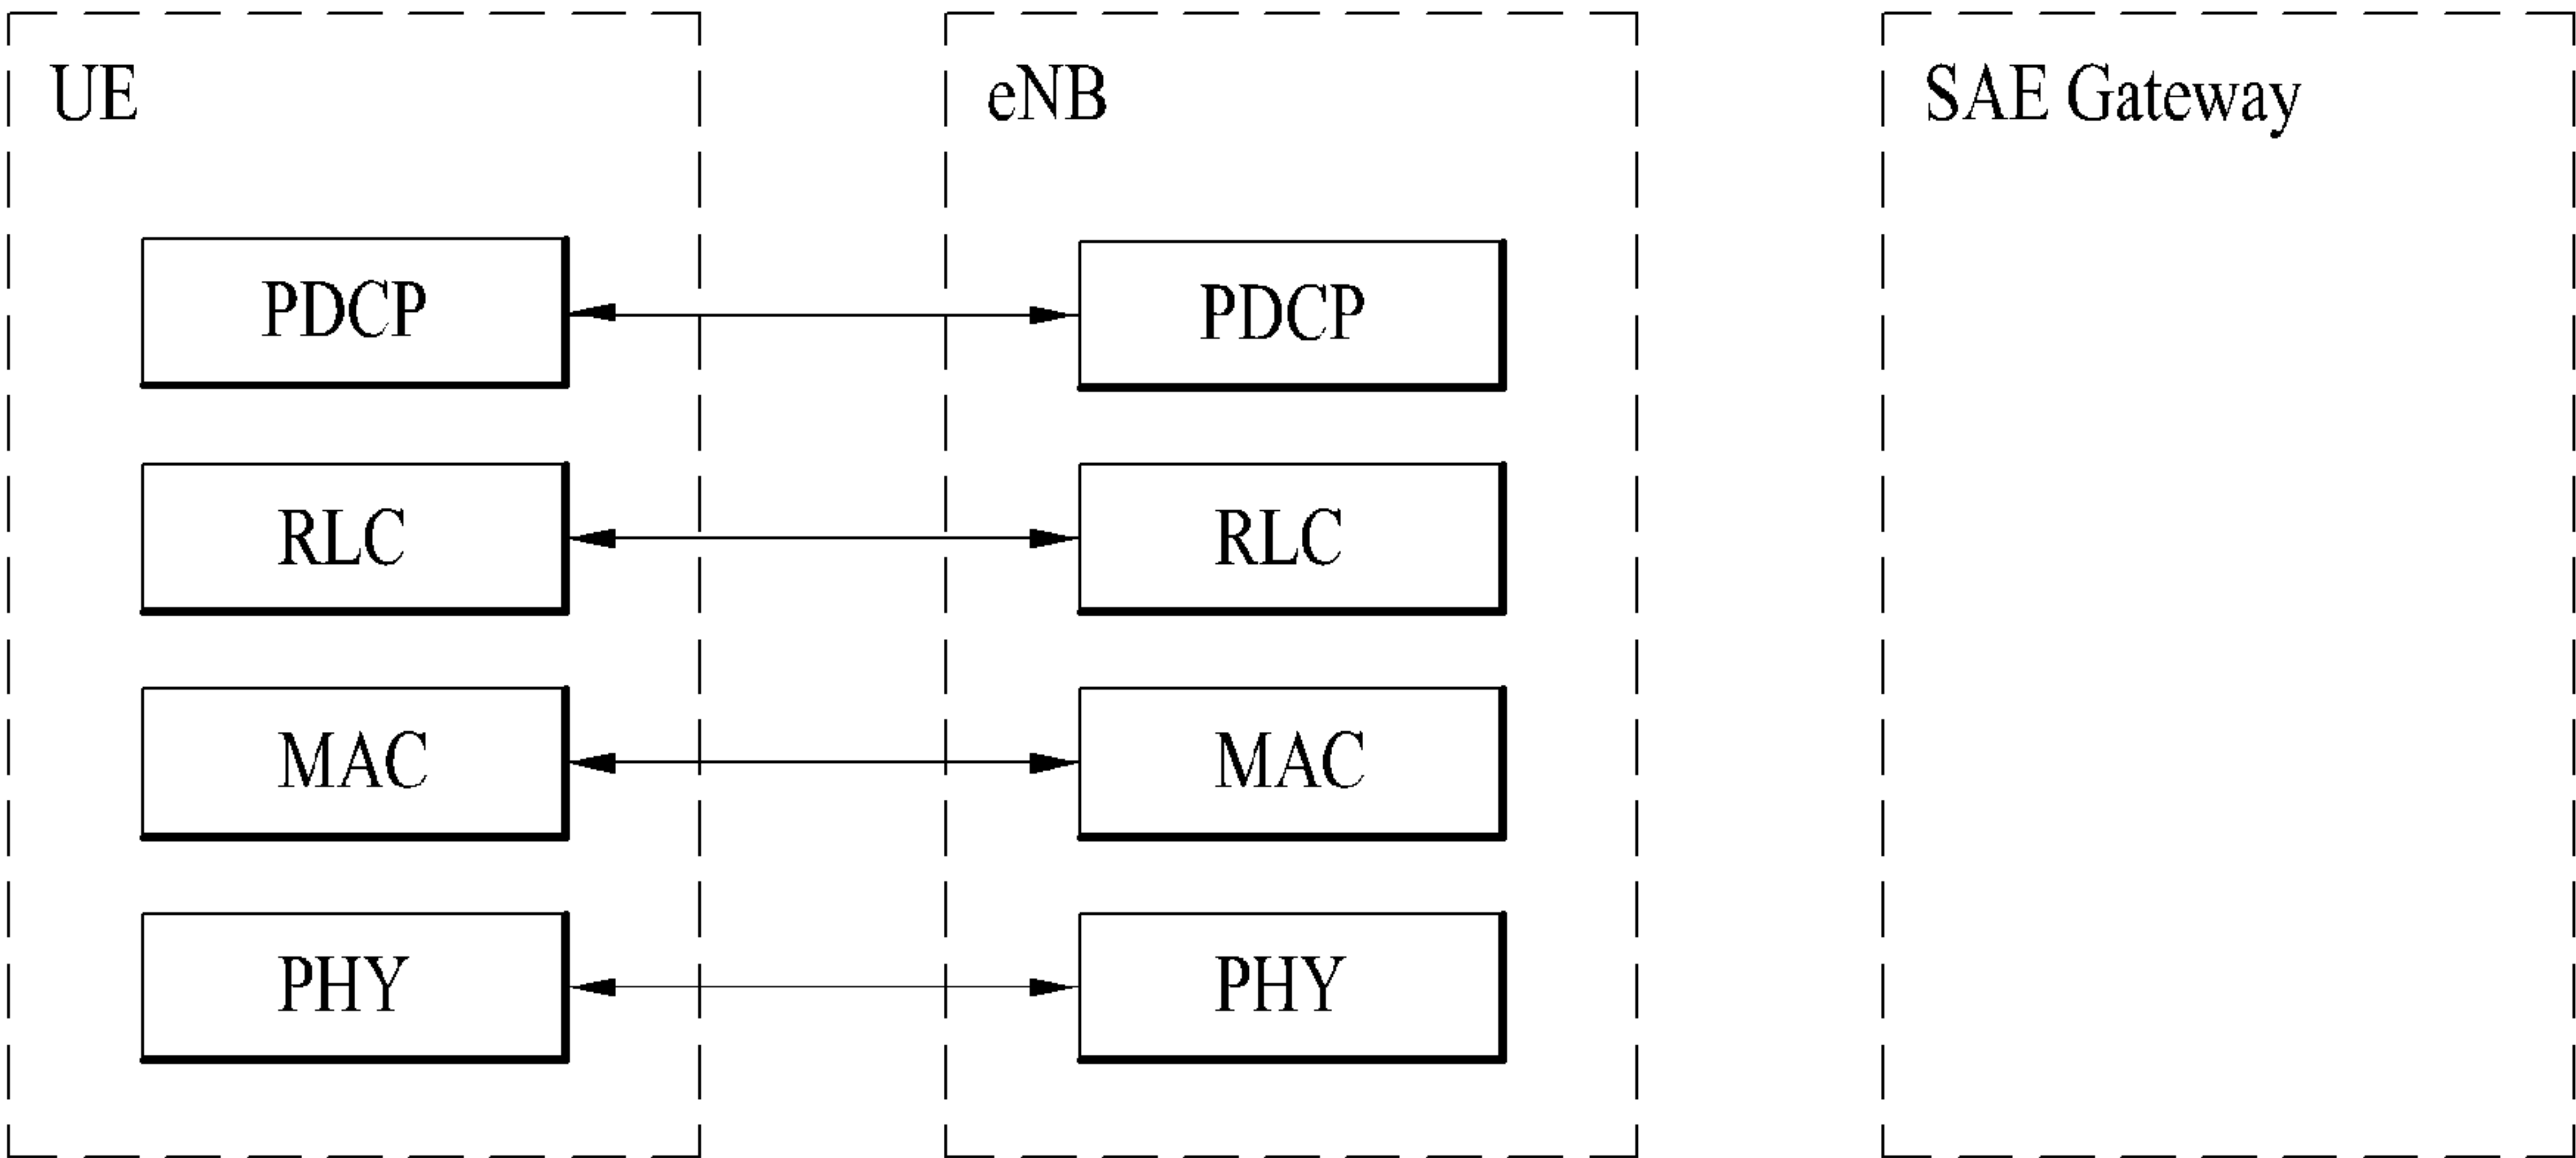 UE
eNB
SAE Gateway
PDCP
PDCP
RLC
RLC
MAC
MAC
PHY
PHY